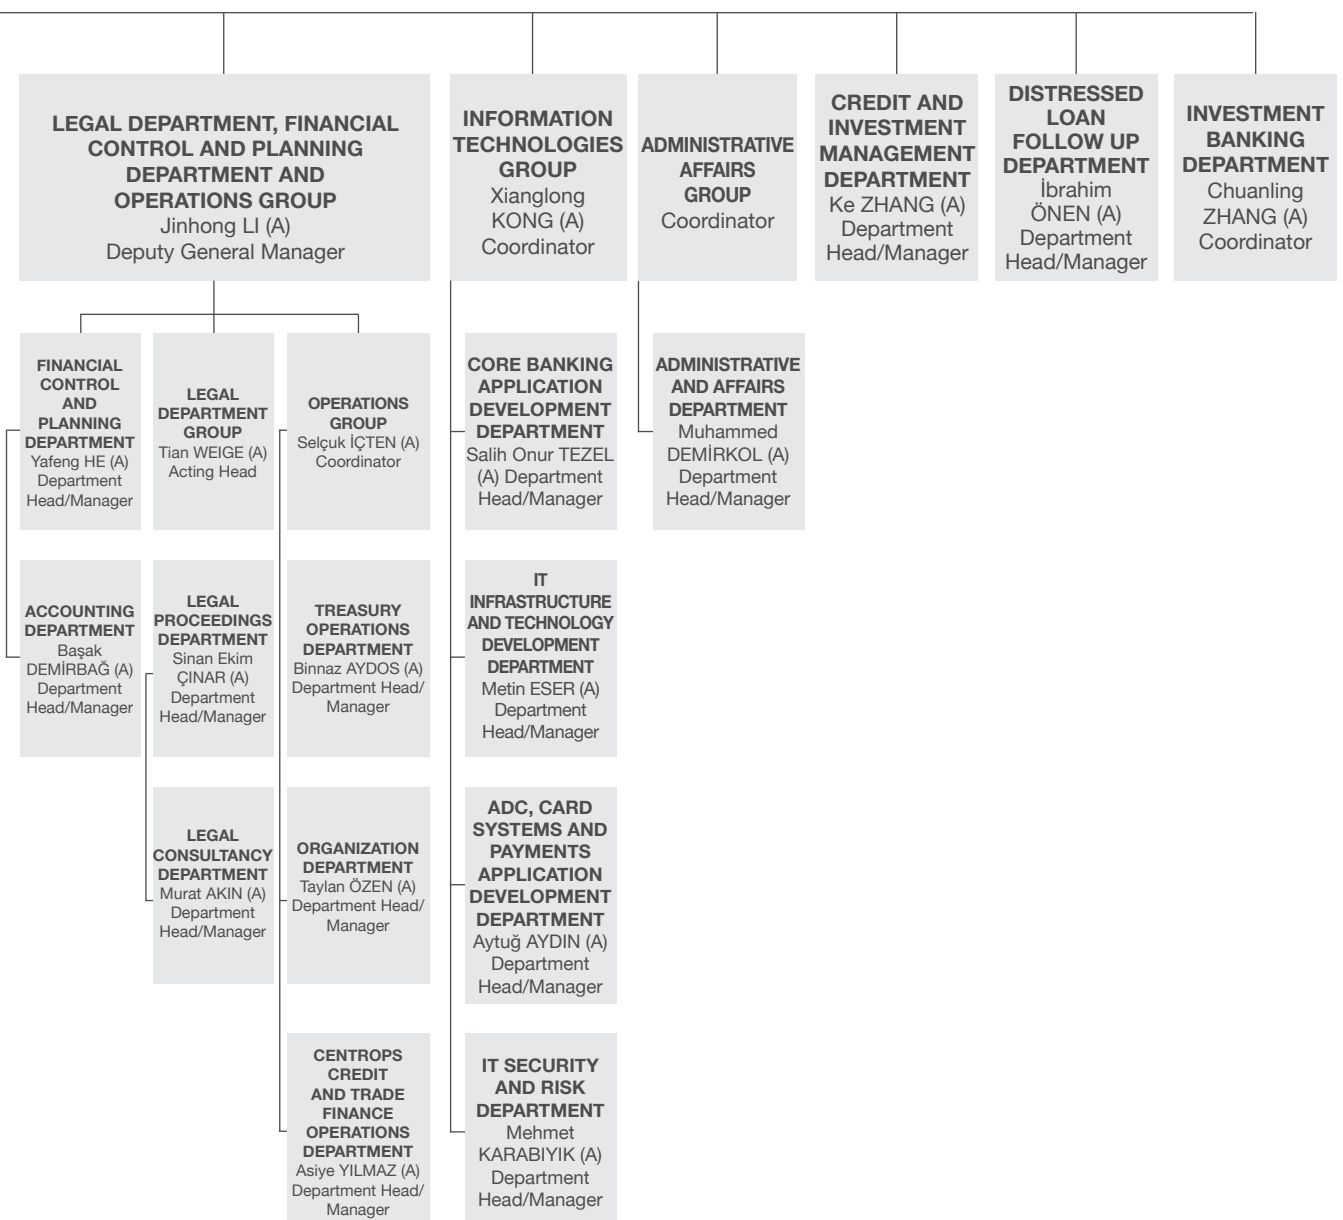 LEGAL DEPARTMENT, FINANCIAL
CONTROL AND PLANNING
DEPARTMENT AND
OPERATIONS GROUP
Jinhong LI (A)
Deputy General Manager
INFORMATION
TECHNOLOGIES
GROUP
Xianglong
KONG (A)
Coordinator
ADMINISTRATIVE
AFFAIRS
GROUP
Coordinator
CREDIT AND
INVESTMENT
MANAGEMENT
DEPARTMENT
Ke ZHANG (A)
Department
Head/Manager
DISTRESSED
LOAN
FOLLOW UP
DEPARTMENT
İbrahim
ÖNEN (A)
Department
Head/Manager
INVESTMENT
BANKING
DEPARTMENT
Chuanling
ZHANG (A)
Coordinator
FINANCIAL
CONTROL
AND
PLANNING
DEPARTMENT
Yafeng HE (A)
Department
Head/Manager
LEGAL
DEPARTMENT
GROUP
Tian WEIGE (A)
Acting Head
OPERATIONS
GROUP
Selçuk İÇTEN (A)
Coordinator
CORE BANKING
APPLICATION
DEVELOPMENT
DEPARTMENT
Salih Onur TEZEL
(A) Department
Head/Manager
ADMINISTRATIVE
AND AFFAIRS
DEPARTMENT
Muhammed
DEMİRKOL (A)
Department
Head/Manager
ACCOUNTING
DEPARTMENT
Başak
DEMİRBAĞ (A)
Department
Head/Manager
LEGAL
PROCEEDINGS
DEPARTMENT
Sinan Ekim
ÇINAR (A)
Department
Head/Manager
TREASURY
OPERATIONS
DEPARTMENT
Binnaz AYDOS (A)
Department Head/
Manager
IT
INFRASTRUCTURE
AND TECHNOLOGY
DEVELOPMENT
DEPARTMENT
Metin ESER (A)
Department
Head/Manager
LEGAL
CONSULTANCY
DEPARTMENT
Murat AKIN (A)
Department
Head/Manager
ORGANIZATION
DEPARTMENT
Taylan ÖZEN (A)
Department Head/
Manager
ADC, CARD
SYSTEMS AND
PAYMENTS
APPLICATION
DEVELOPMENT
DEPARTMENT
Aytuğ AYDIN (A)
Department
Head/Manager
CENTROPS
CREDIT
AND TRADE
FINANCE
OPERATIONS
DEPARTMENT
Asiye YILMAZ (A)
Department Head/
Manager
IT SECURITY
AND RISK
DEPARTMENT
Mehmet
KARABIYIK (A)
Department
Head/Manager